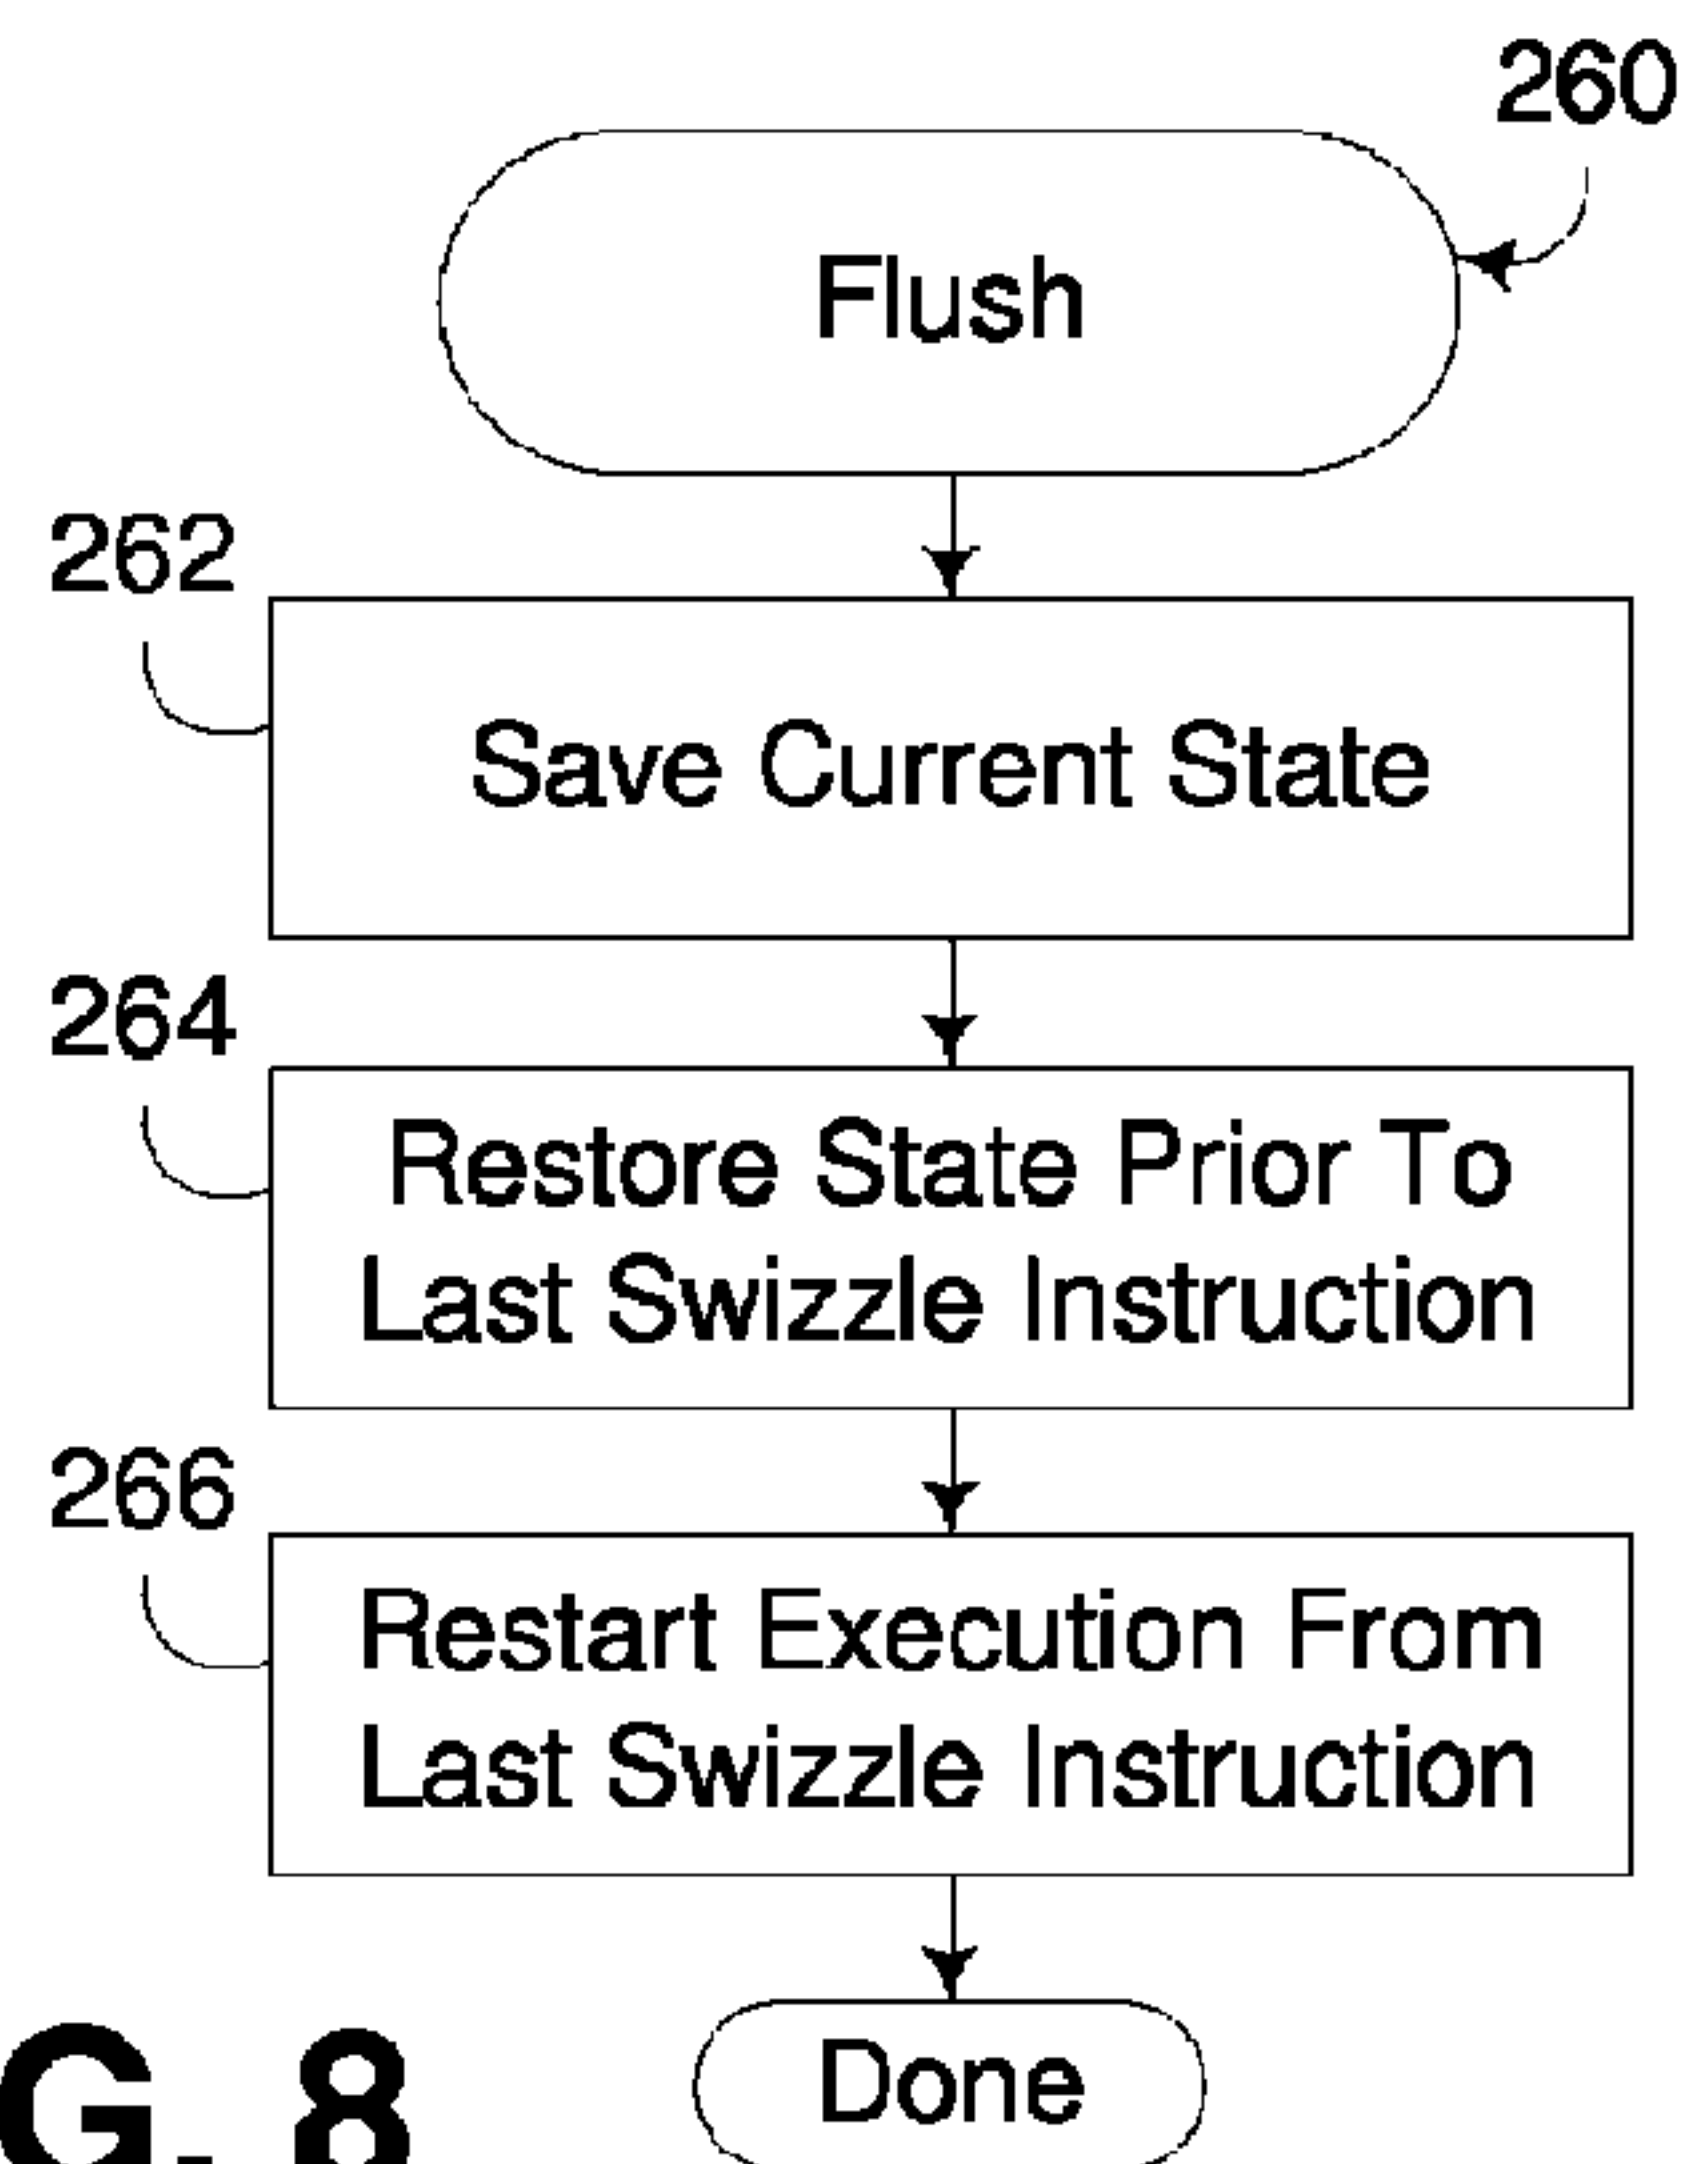 260
Flush
262
Save Current State
264
Restore State Prior To
Last Swizzle Instruction
266
Restart Execution From
Last Swizzle Instruction
Done
G. 8